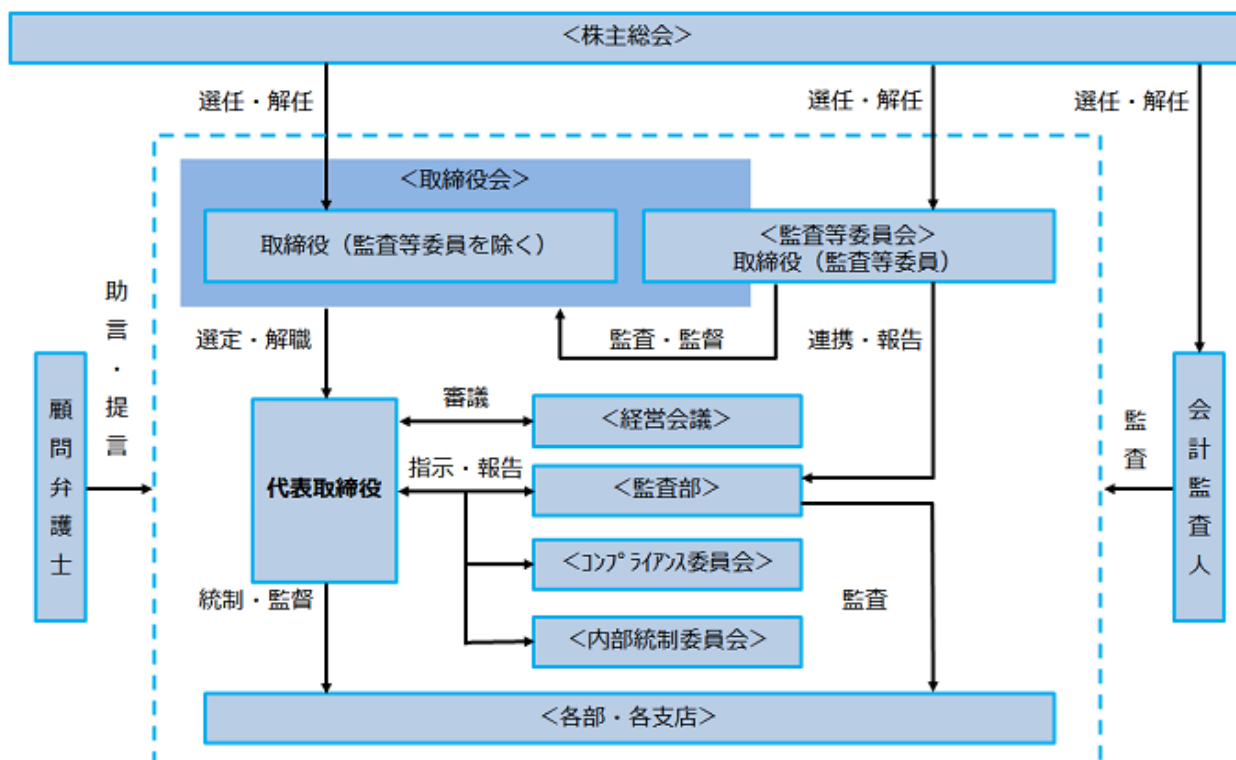 ＜株主総会＞
選任・解任
選任・解任
選任・解任
＜取締役会＞
取締役（監査等委員を除く）
＜監査等委員会＞
取締役（監査等委員）
助言・提言
選定・解職
監査・監督
連携・報告
顧問弁護士
審議
＜経営会議＞
監査
会計監査人
代表取締役
指示・報告
＜監査部＞
＜ｺﾝﾌﾟﾗｲｱﾝｽ委員会＞
統制・監督
監査
＜内部統制委員会＞
＜各部・各支店＞